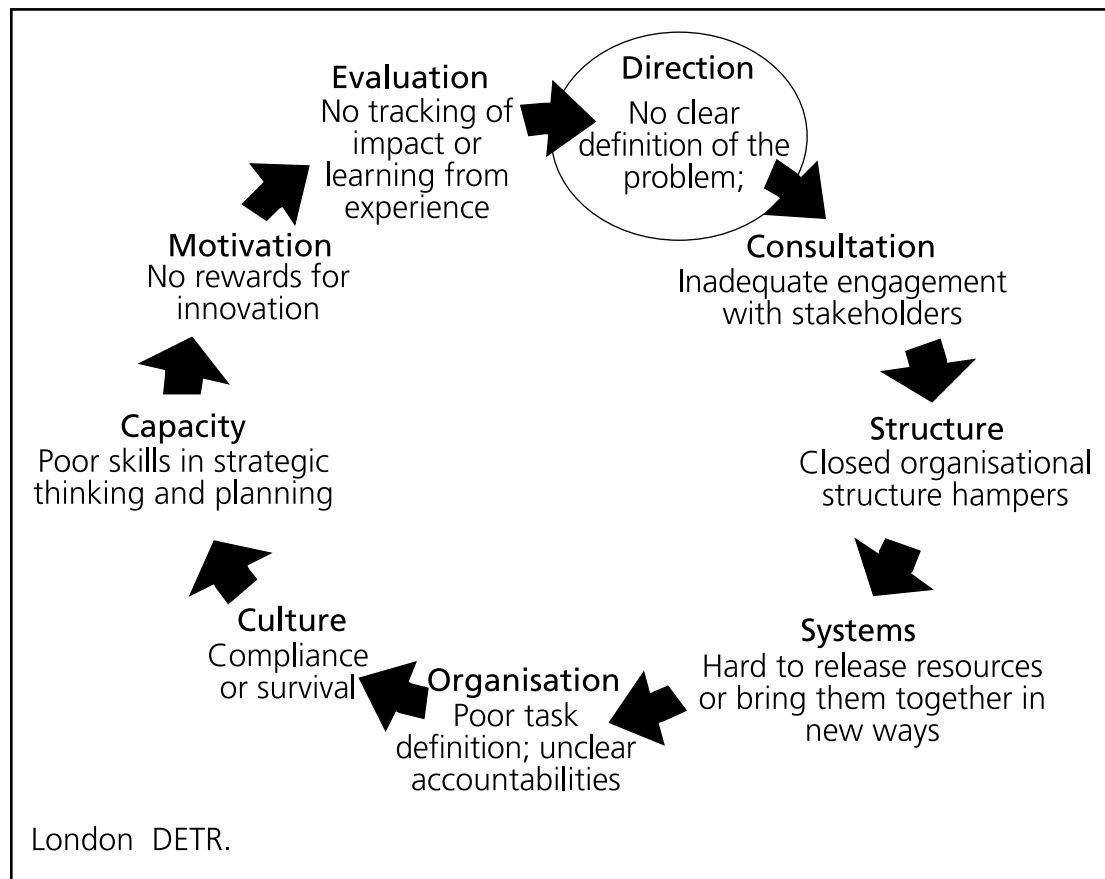 Direction
No clear
definition of the
problem;
Consultation
Inadequate engagement
with stakeholders
Structure
Closed organisational
structure hampers
Systems
Hard to release resources
or bring them together in
new ways
Organisation
Poor task
definition; unclear
accountabilities
Culture
Compliance
or survival
Capacity
Poor skills in strategic
thinking and planning
Motivation
No rewards for
innovation
Evaluation
No tracking of
impact or
learning from
experience
London DETR.